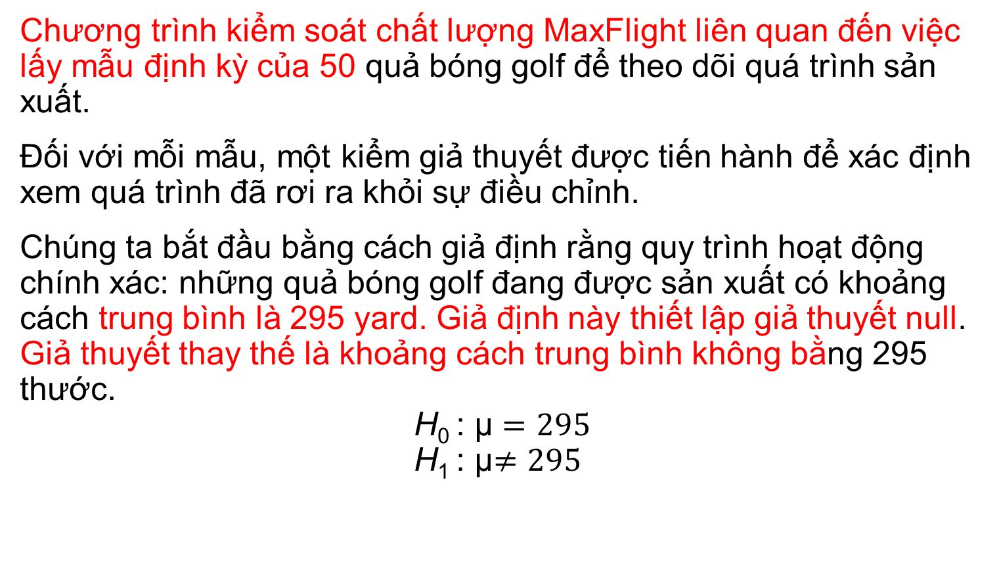 Chương trình kiểm soát chất lượng MaxFlight liên quan đến việc
lấy mẫu định kỳ của 50 quả bóng golf để theo dõi quá trình sản
xuất.
Đối với mỗi mẫu, một kiểm giả thuyết được tiến hành để xác định
xem quá trình đã rơi ra khỏi sự điều chỉnh.
Chúng ta bắt đầu bằng cách giả định rằng quy trình hoạt động
chính xác: những quả bóng golf đang được sản xuất có khoảng
cách trung bình là 295 yard. Giả định này thiết lập giả thuyết null.
Giả thuyết thay thế là khoảng cách trung bình không bằng 295
thước.
H₀ : μ = 295
H₁ : μ≠ 295